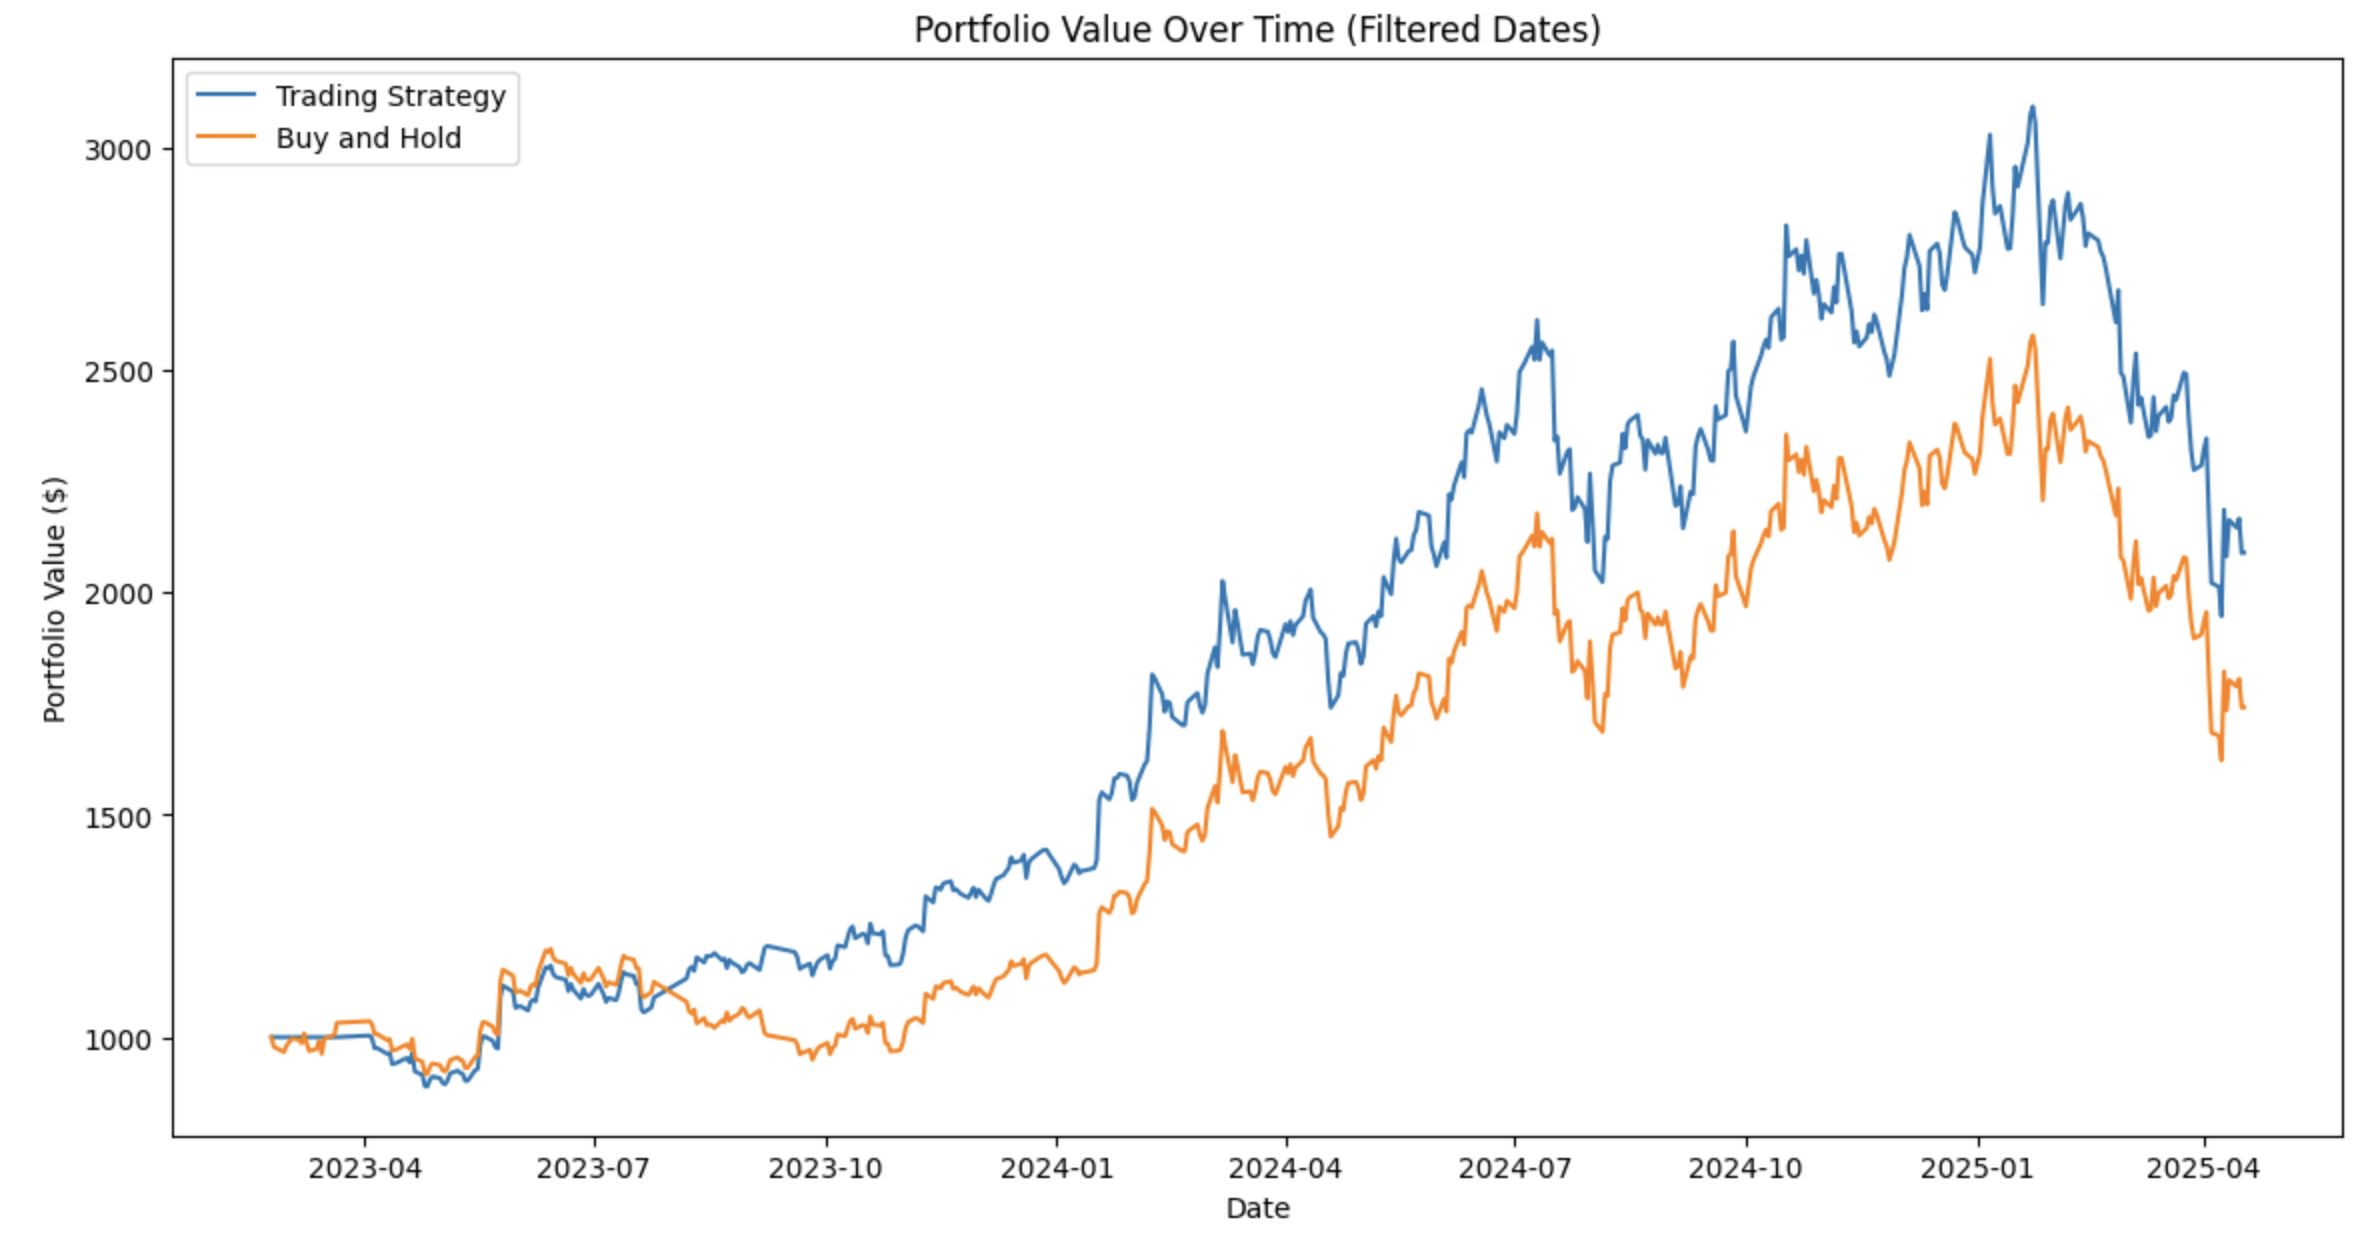 Portfolio Value Over Time (Filtered Dates)
Trading Strategy
Buy and Hold
Portfolio Value ($)
3000
2500
2000
1500
1000
2023-04
2023-07
2023-10
2024-01
2024-04
2024-07
2024-10
2025-01
2025-04
Date